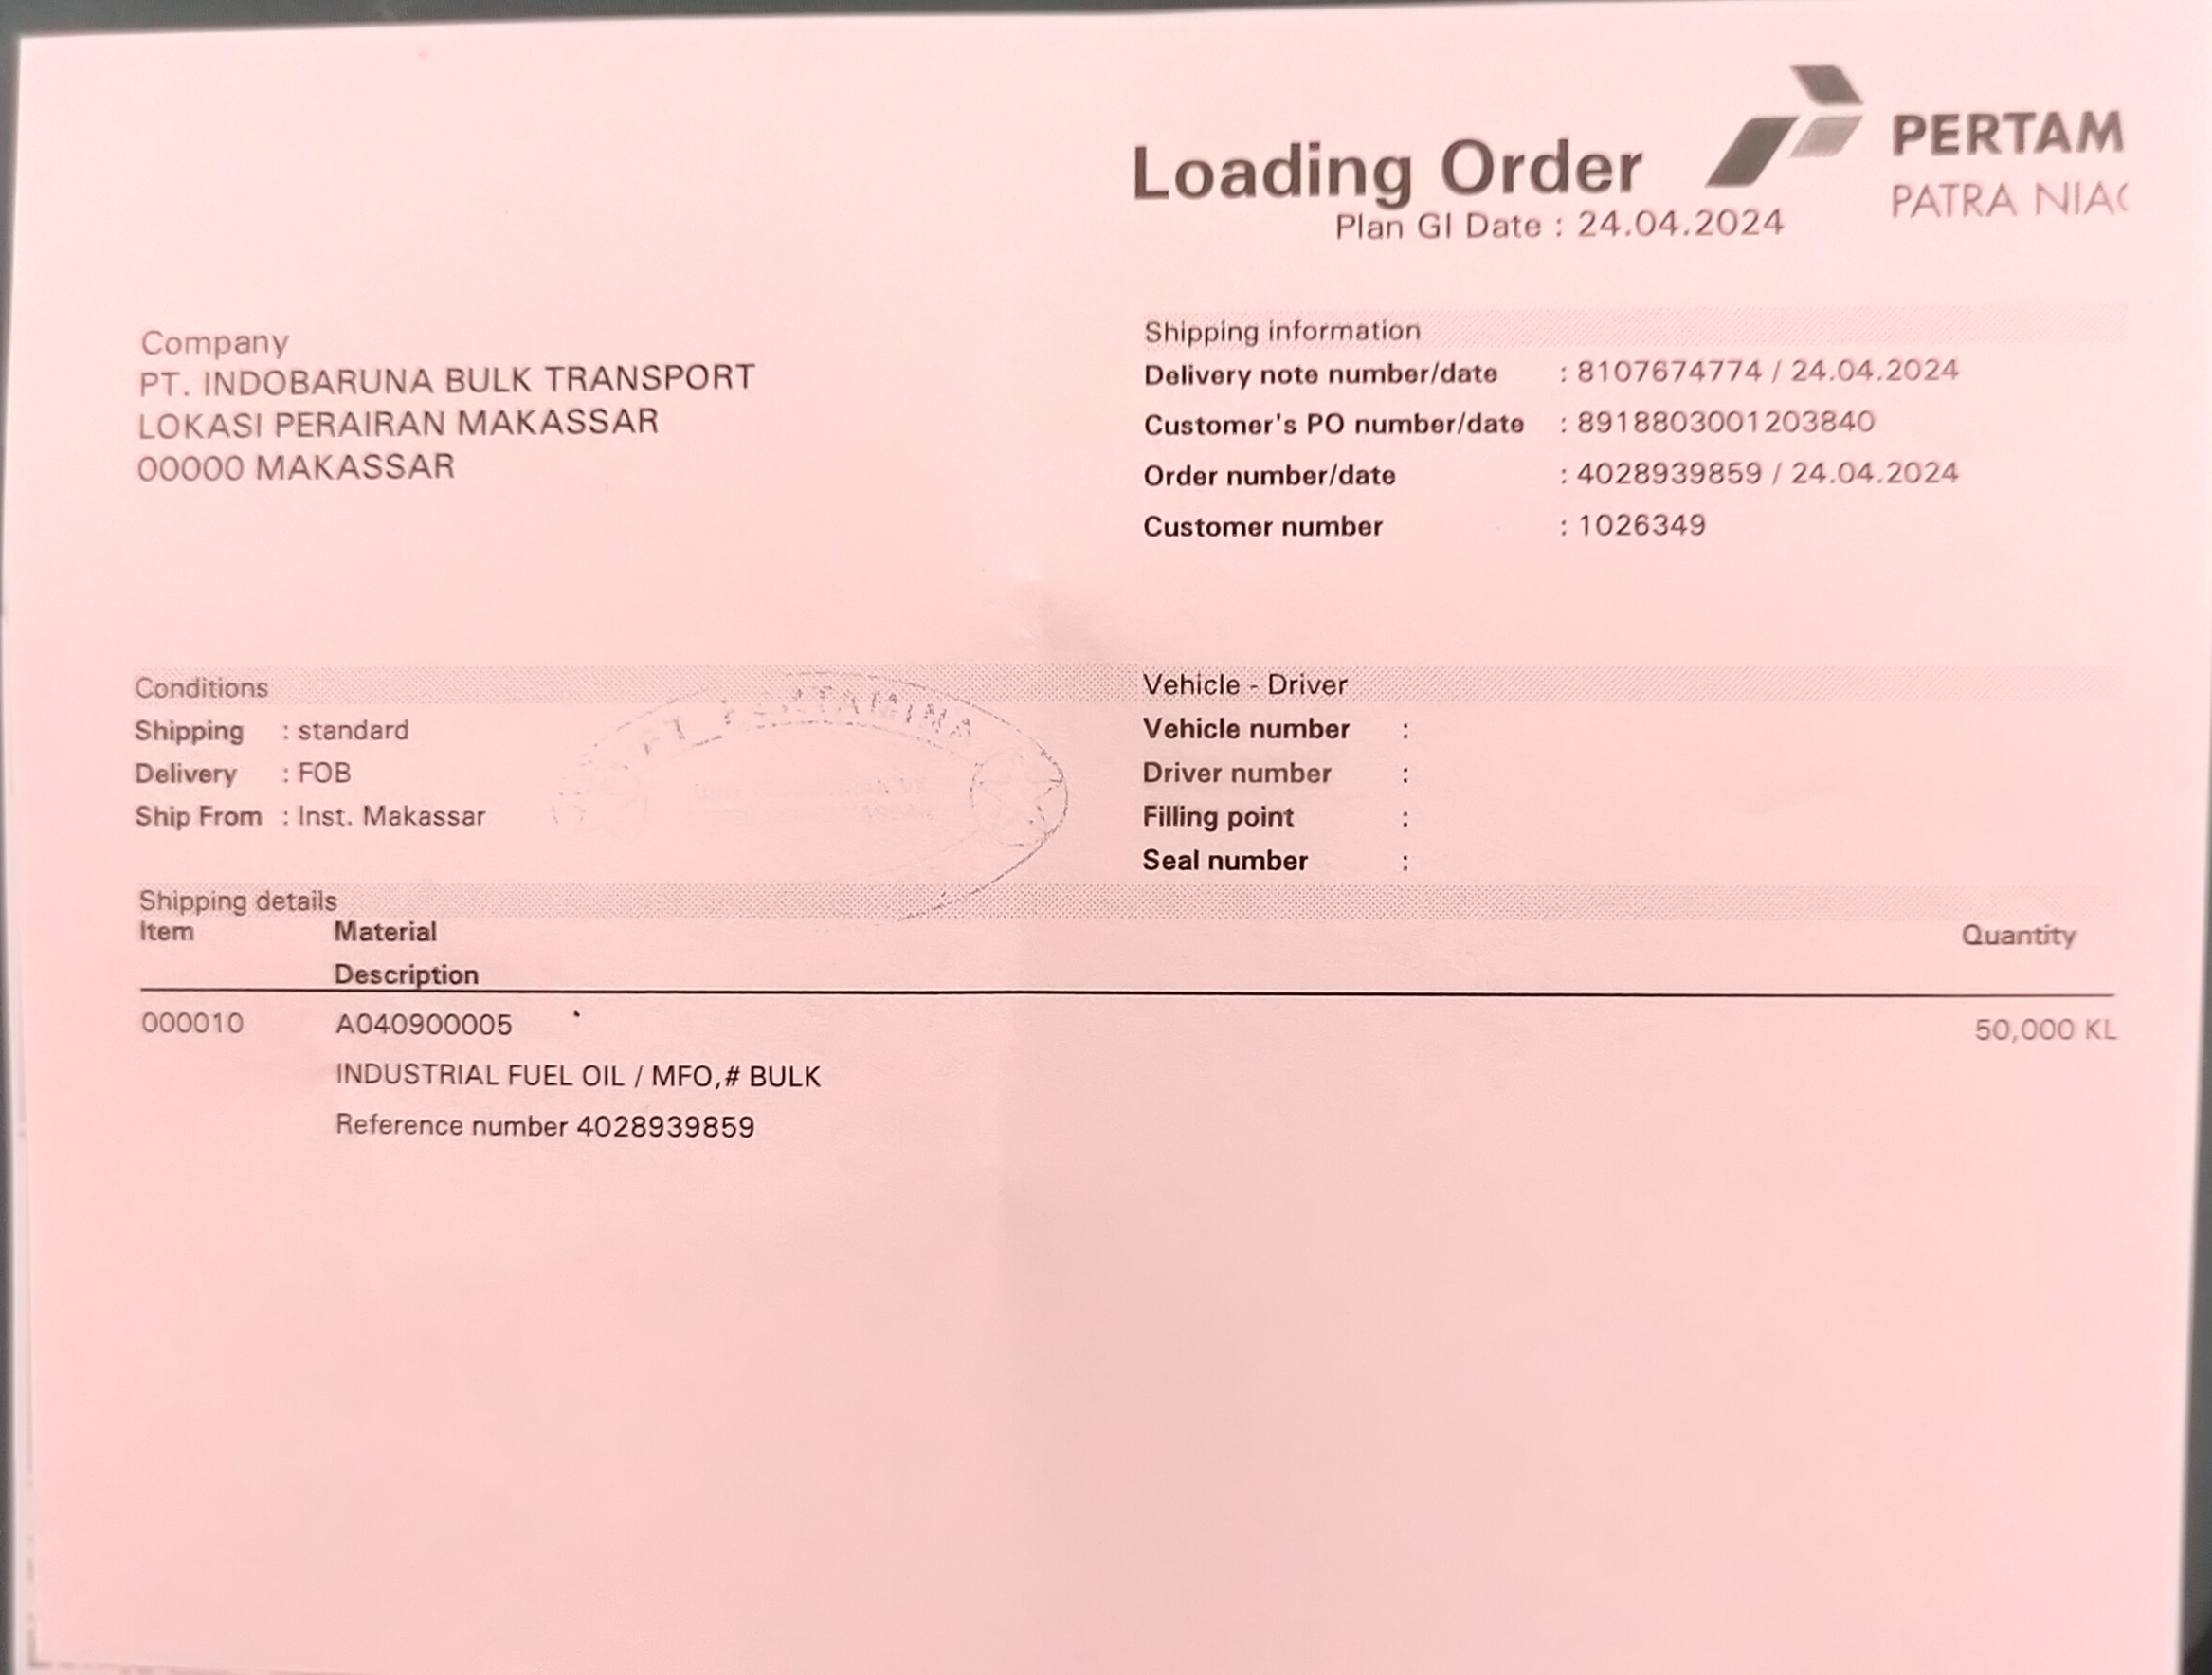 Loading Order
PERTAM
PATRA NIA
Plan GI Date : 24.04.2024
Company
PT. INDOBARUNA BULK TRANSPORT
LOKASI PERAIRAN MAKASSAR
00000 MAKASSAR
Shipping information
Delivery note number/date : 8107674774 / 24.04.2024
Customer's PO number/date : 8918803001203840
Order number/date : 4028939859 / 24.04.2024
Customer number : 1026349
Conditions
Shipping : standard
Delivery : FOB
Ship From : Inst. Makassar
Vehicle - Driver
Vehicle number :
Driver number :
Filling point :
Seal number :
Shipping details
Item Material Quantity
Description
000010 A040900005 50,000 KL
INDUSTRIAL FUEL OIL / MFO,# BULK
Reference number 4028939859